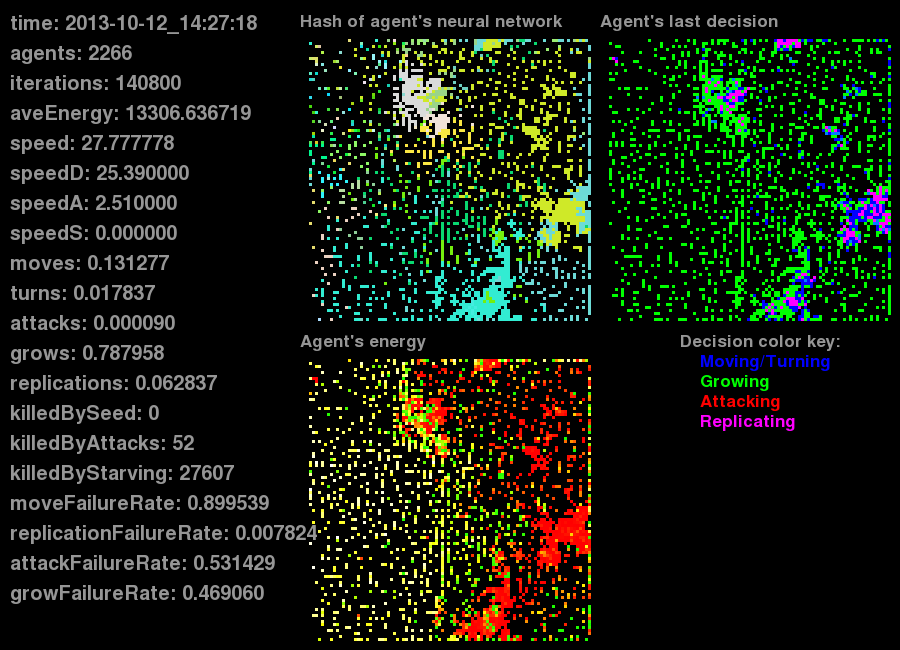 time: 2013-10-12_14:27:18
agents: 2266
iterations: 140800
aveEnergy: 13306.636719
speed: 27.777778
speedD: 25.390000
speedA: 2.510000
speedS: 0.000000
moves: 0.131277
turns: 0.017837
attacks: 0.000090
grows: 0.787958
replications: 0.062837
killedBySeed: 0
killedByAttacks: 52
killedByStarving: 27607
moveFailureRate: 0.899539
replicationFailureRate: 0.007824
attackFailureRate: 0.531429
growFailureRate: 0.469060
Hash of agent's neural network
Agent's last decision
Agent's energy
Decision color key:
Moving/Turning
Growing
Attacking
Replicating